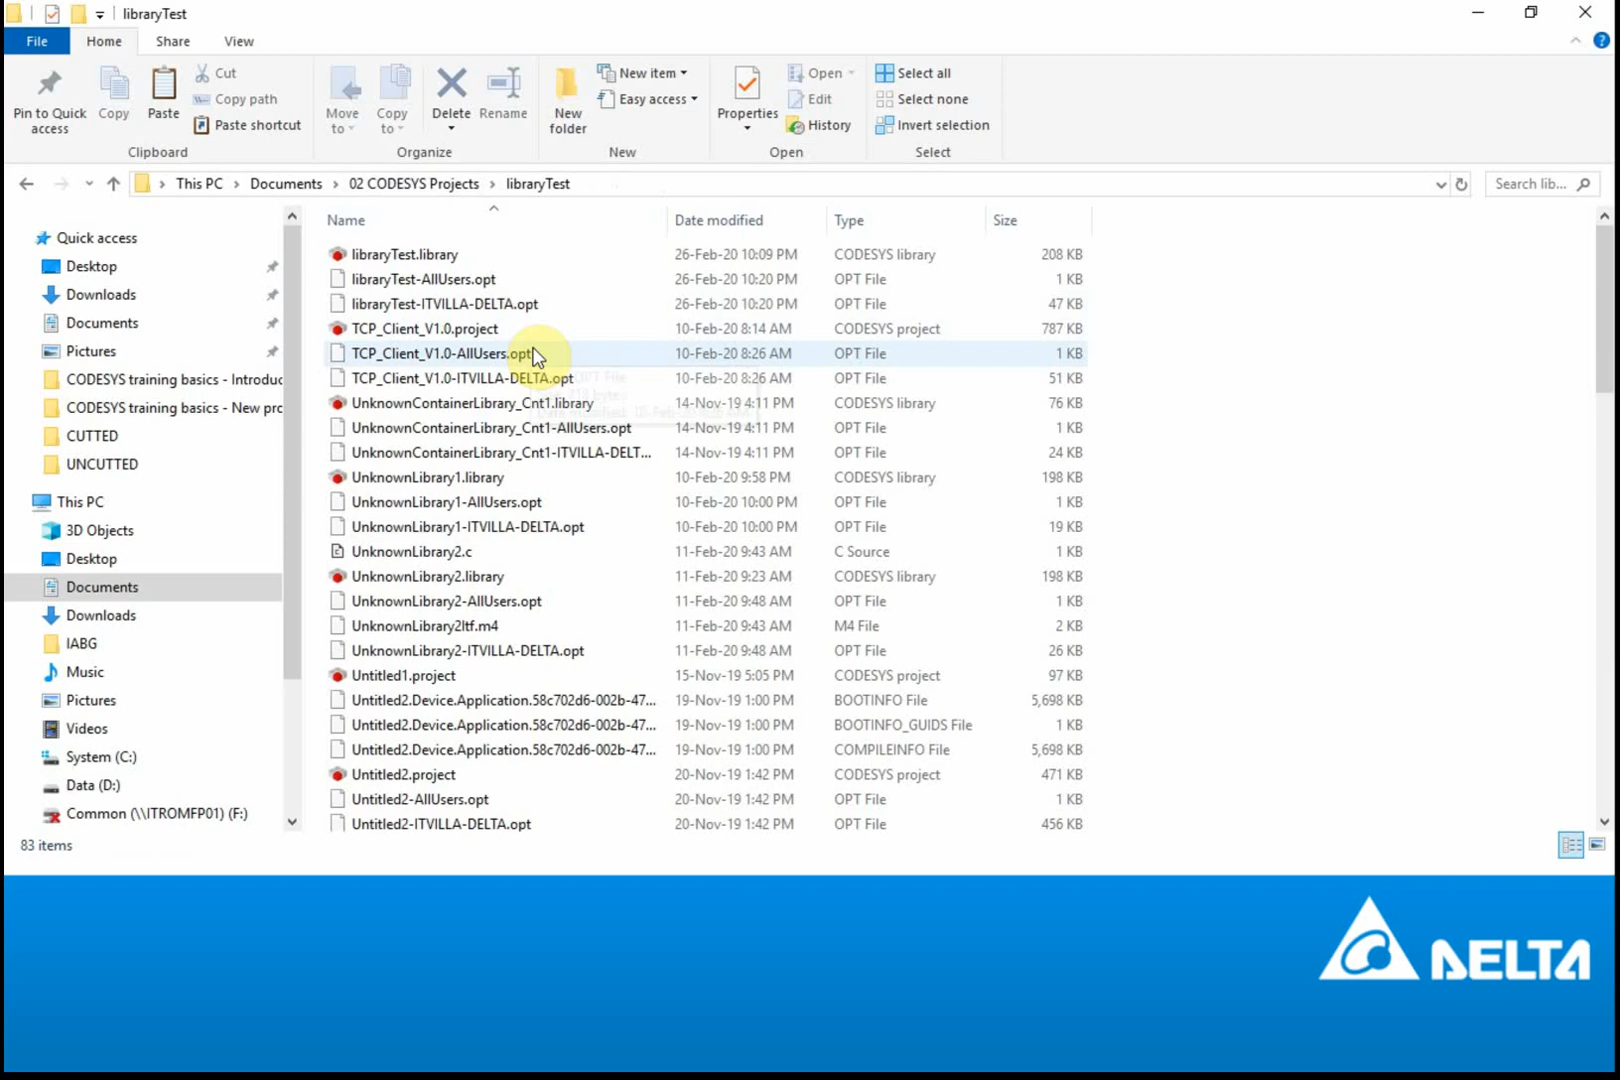 libraryTest
File Home Share View
Pin to Quick access
Copy
Paste
Cut
Copy path
Paste shortcut
Clipboard
Move to
Copy to
Delete
Rename
Organize
New folder
New item
Easy access
New
Properties
Open
Edit
History
Open
Select all
Select none
Invert selection
Select
This PC > Documents > 02 CODESYS Projects > libraryTest
Search lib...
Quick access
Desktop
Downloads
Documents
Pictures
CODESYS training basics - Introduc
CODESYS training basics - New pro
CUTTED
UNCUTTED
This PC
3D Objects
Desktop
Documents
Downloads
IABG
Music
Pictures
Videos
System (C:)
Data (D:)
Common (\\ITROMFP01) (F:)
Name Date modified Type Size
libraryTest.library 26-Feb-20 10:09 PM CODESYS library 208 KB
libraryTest-AllUsers.opt 26-Feb-20 10:20 PM OPT File 1 KB
libraryTest-ITVILLA-DELTA.opt 26-Feb-20 10:20 PM OPT File 47 KB
TCP_Client_V1.0.project 10-Feb-20 8:14 AM CODESYS project 787 KB
TCP_Client_V1.0-AllUsers.opt 10-Feb-20 8:26 AM OPT File 1 KB
TCP_Client_V1.0-ITVILLA-DELTA.opt 10-Feb-20 8:26 AM OPT File 51 KB
UnknownContainerLibrary_Cnt1.library 14-Nov-19 4:11 PM CODESYS library 76 KB
UnknownContainerLibrary_Cnt1-AllUsers.opt 14-Nov-19 4:11 PM OPT File 1 KB
UnknownContainerLibrary_Cnt1-ITVILLA-DELT... 14-Nov-19 4:11 PM OPT File 24 KB
UnknownLibrary1.library 10-Feb-20 9:58 PM CODESYS library 198 KB
UnknownLibrary1-AllUsers.opt 10-Feb-20 10:00 PM OPT File 1 KB
UnknownLibrary1-ITVILLA-DELTA.opt 10-Feb-20 10:00 PM OPT File 19 KB
UnknownLibrary2.c 11-Feb-20 9:43 AM C Source 1 KB
UnknownLibrary2.library 11-Feb-20 9:23 AM CODESYS library 198 KB
UnknownLibrary2-AllUsers.opt 11-Feb-20 9:48 AM OPT File 1 KB
UnknownLibrary2Itf.m4 11-Feb-20 9:43 AM M4 File 2 KB
UnknownLibrary2-ITVILLA-DELTA.opt 11-Feb-20 9:48 AM OPT File 26 KB
Untitled1.project 15-Nov-19 5:05 PM CODESYS project 97 KB
Untitled2.Device.Application.58c702d6-002b-47... 19-Nov-19 1:00 PM BOOTINFO File 5,698 KB
Untitled2.Device.Application.58c702d6-002b-47... 19-Nov-19 1:00 PM BOOTINFO_GUIDS File 1 KB
Untitled2.Device.Application.58c702d6-002b-47... 19-Nov-19 1:00 PM COMPILEINFO File 5,698 KB
Untitled2.project 20-Nov-19 1:42 PM CODESYS project 471 KB
Untitled2-AllUsers.opt 20-Nov-19 1:42 PM OPT File 1 KB
Untitled2-ITVILLA-DELTA.opt 20-Nov-19 1:42 PM OPT File 456 KB
83 items
DELTA